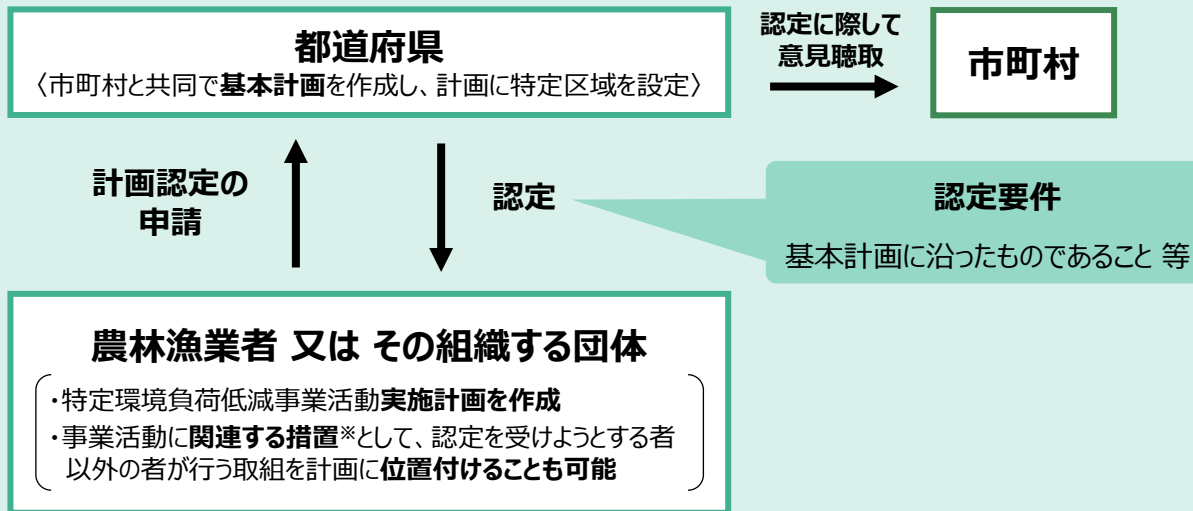 都道府県
〈市町村と共同で基本計画を作成し、計画に特定区域を設定〉
認定に際して
意見聴取
市町村
計画認定の
申請
認定
認定要件
基本計画に沿ったものであること 等
農林漁業者 又は その組織する団体
・特定環境負荷低減事業活動実施計画を作成
・事業活動に関連する措置※として、認定を受けようとする者
以外の者が行う取組を計画に位置付けることも可能